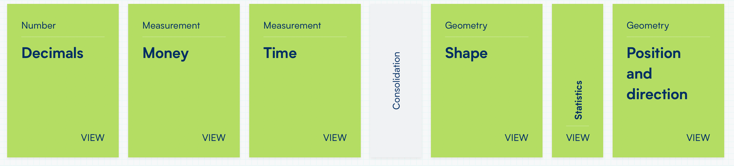 Number
Decimals
VIEW
Measurement
Money
VIEW
Measurement
Time
VIEW
Consolidation
Geometry
Shape
VIEW
Statistics
VIEW
Geometry
Position
and
direction
VIEW